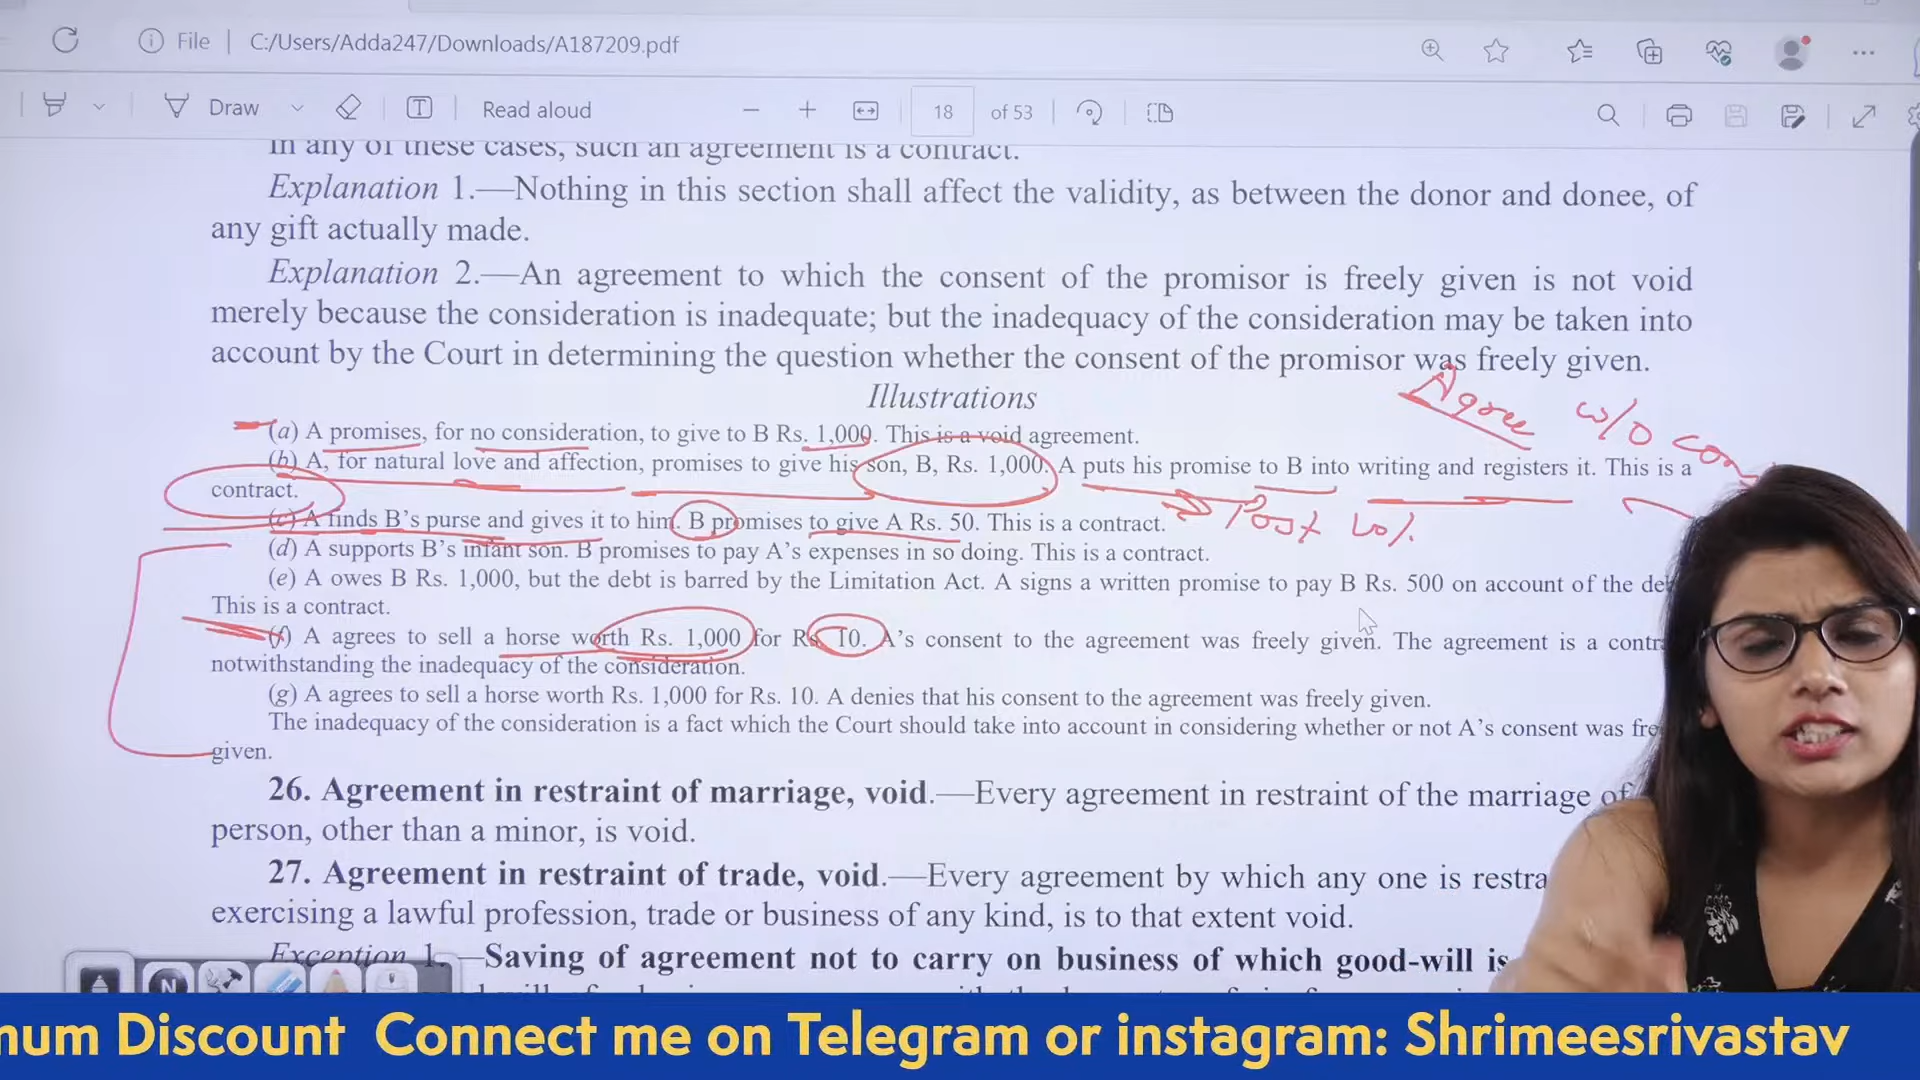 File | C:/Users/Adda247/Downloads/A187209.pdf
Draw Read aloud 18 of 53
in any of these cases, such an agreement is a contract.
Explanation 1.—Nothing in this section shall affect the validity, as between the donor and donee, of
any gift actually made.
Explanation 2.—An agreement to which the consent of the promisor is freely given is not void
merely because the consideration is inadequate; but the inadequacy of the consideration may be taken into
account by the Court in determining the question whether the consent of the promisor was freely given.
Illustrations
Agree w/o con
(a) A promises, for no consideration, to give to B Rs. 1,000. This is a void agreement.
(b) A, for natural love and affection, promises to give his son, B, Rs. 1,000. A puts his promise to B into writing and registers it. This is a
contract.
(c) A finds B's purse and gives it to him. B promises to give A Rs. 50. This is a contract.
(d) A supports B's infant son. B promises to pay A's expenses in so doing. This is a contract.
(e) A owes B Rs. 1,000, but the debt is barred by the Limitation Act. A signs a written promise to pay B Rs. 500 on account of the de
This is a contract.
(f) A agrees to sell a horse worth Rs. 1,000 for Rs. 10. A's consent to the agreement was freely given. The agreement is a contr
notwithstanding the inadequacy of the consideration.
(g) A agrees to sell a horse worth Rs. 1,000 for Rs. 10. A denies that his consent to the agreement was freely given.
The inadequacy of the consideration is a fact which the Court should take into account in considering whether or not A's consent was fre
given.
26. Agreement in restraint of marriage, void.—Every agreement in restraint of the marriage of
person, other than a minor, is void.
27. Agreement in restraint of trade, void.—Every agreement by which any one is restra
exercising a lawful profession, trade or business of any kind, is to that extent void.
Exception 1.—Saving of agreement not to carry on business of which good-will is
num Discount Connect me on Telegram or instagram: Shrimeesrivastav